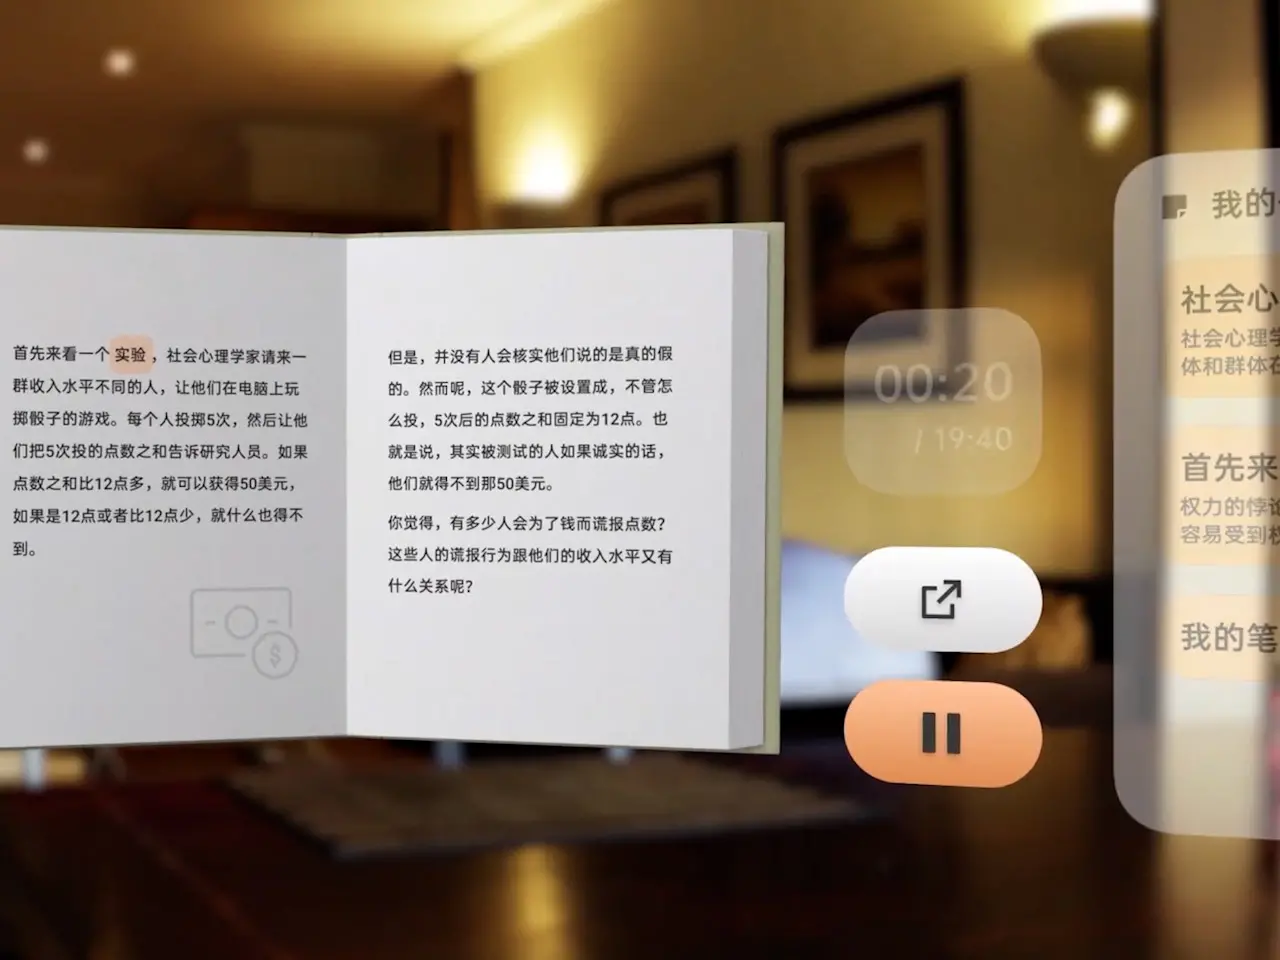 首先来看一个 实验 ，社会心理学家请来一
群收入水平不同的人，让他们在电脑上玩
掷骰子的游戏。每个人投掷5次，然后让他
们把5次投的点数之和告诉研究人员。如果
点数之和比12点多，就可以获得50美元，
如果是12点或者比12点少，就什么也得不
到。
但是，并没有人会核实他们说的是真的假
的。然而呢，这个骰子被设置成，不管怎
么投，5次后的点数之和固定为12点。也
就是说，其实被测试的人如果诚实的话，
他们就得不到那50美元。
你觉得，有多少人会为了钱而谎报点数？
这些人的谎报行为跟他们的收入水平又有
什么关系呢？
00:20
/ 19:40
我的
社会心
社会心理学
体和群体在
首先来
权力的悖论
容易受到权
我的笔